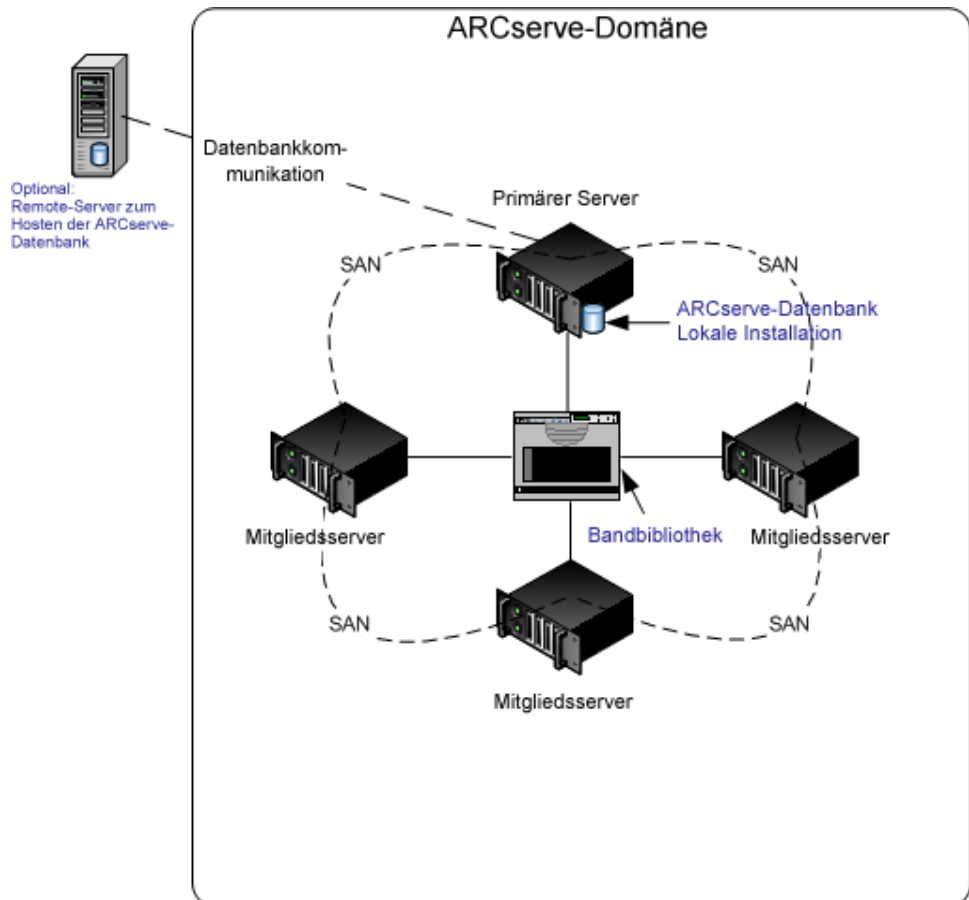 ARCserve-Domäne
Datenbankkom-
munikation
Optional:
Remote-Server zum
Hosten der ARCserve-
Datenbank
Primärer Server
SAN
SAN
ARCserve-Datenbank
Lokale Installation
Mitgliedsserver
Bandbibliothek
Mitgliedsserver
SAN
SAN
Mitgliedsserver